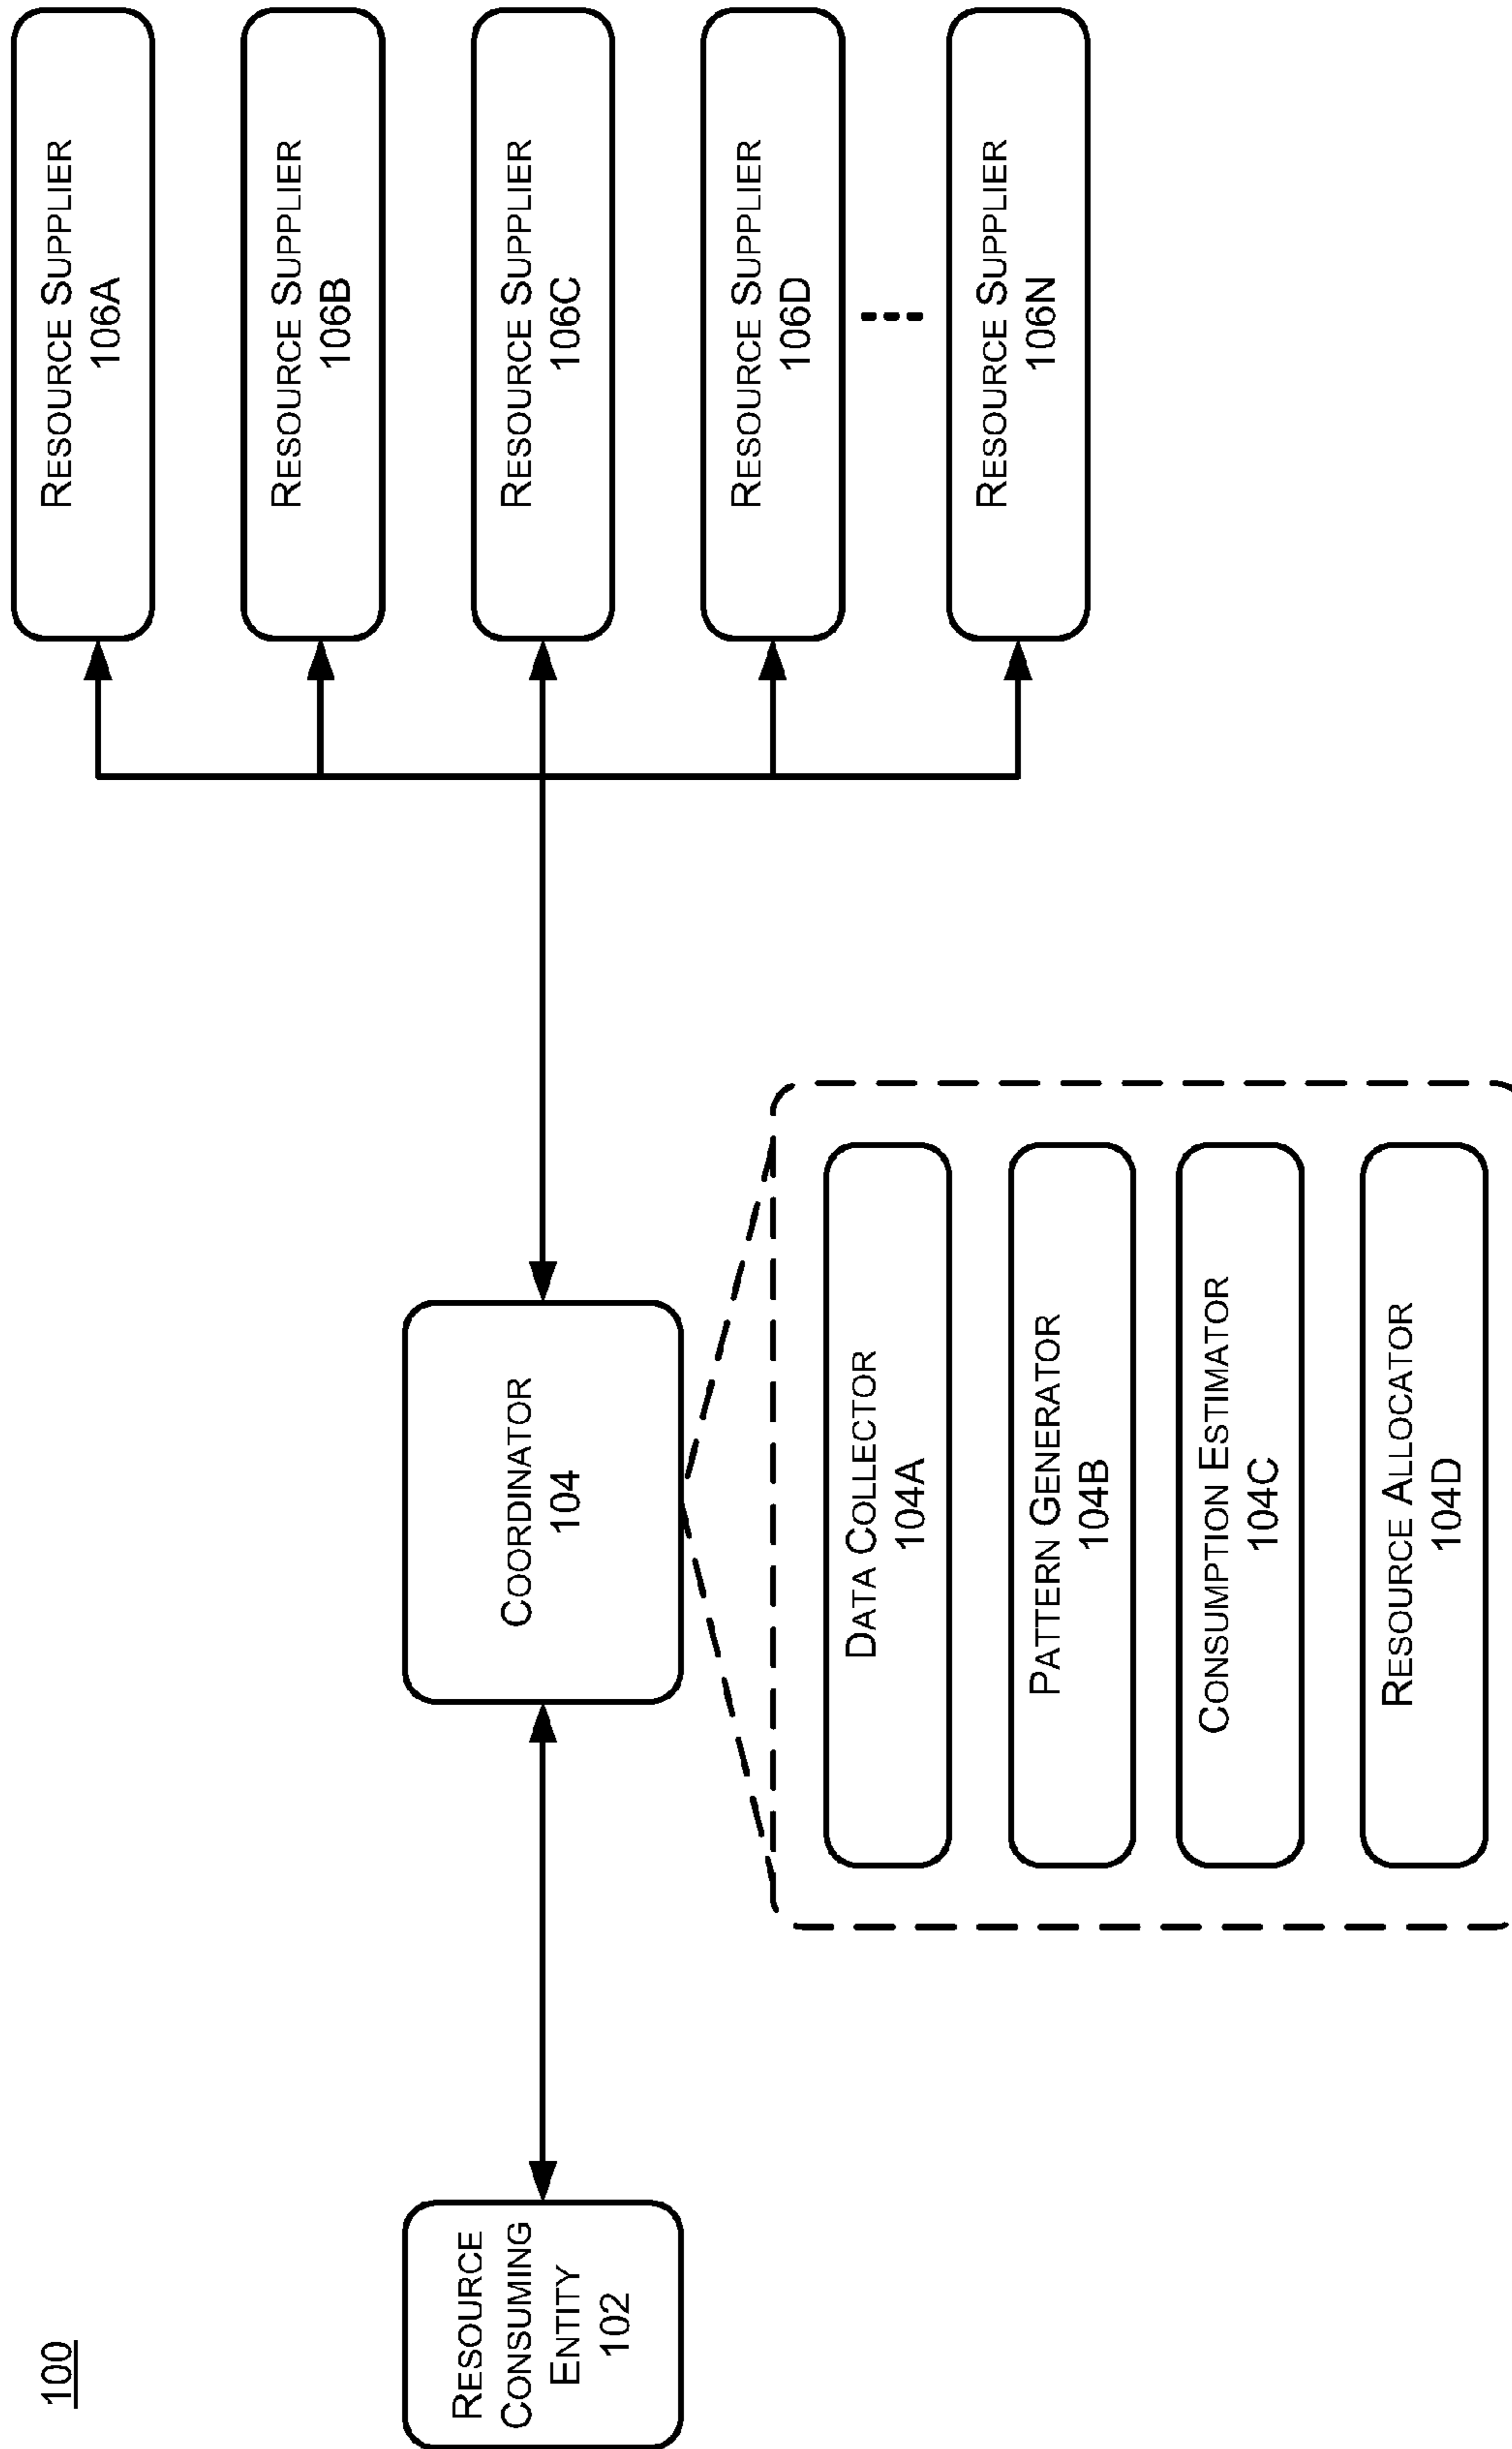 100
RESOURCE
CONSUMING
ENTITY
102
COORDINATOR
104
DATA COLLECTOR
104A
PATTERN GENERATOR
104B
CONSUMPTION ESTIMATOR
104C
RESOURCE ALLOCATOR
104D
RESOURCE SUPPLIER
106A
RESOURCE SUPPLIER
106B
RESOURCE SUPPLIER
106C
RESOURCE SUPPLIER
106D
RESOURCE SUPPLIER
106N